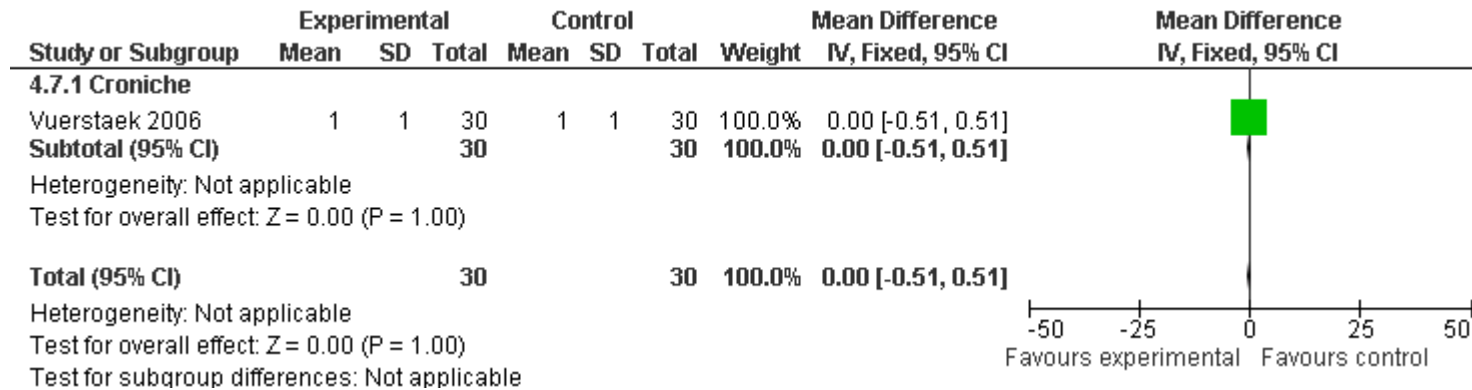 Experimental Control Mean Difference Mean Difference
Study or Subgroup Mean SD Total Mean SD Total Weight IV, Fixed, 95% CI IV, Fixed, 95% CI
4.7.1 Croniche
Vuerstaek 2006 1 1 30 1 1 30 100.0% 0.00 [-0.51, 0.51]
Subtotal (95% CI) 30 30 100.0% 0.00 [-0.51, 0.51]
Heterogeneity: Not applicable
Test for overall effect: Z = 0.00 (P = 1.00)
Total (95% CI) 30 30 100.0% 0.00 [-0.51, 0.51]
Heterogeneity: Not applicable
Test for overall effect: Z = 0.00 (P = 1.00)
Test for subgroup differences: Not applicable
-50 -25 0 25 50
Favours experimental Favours control